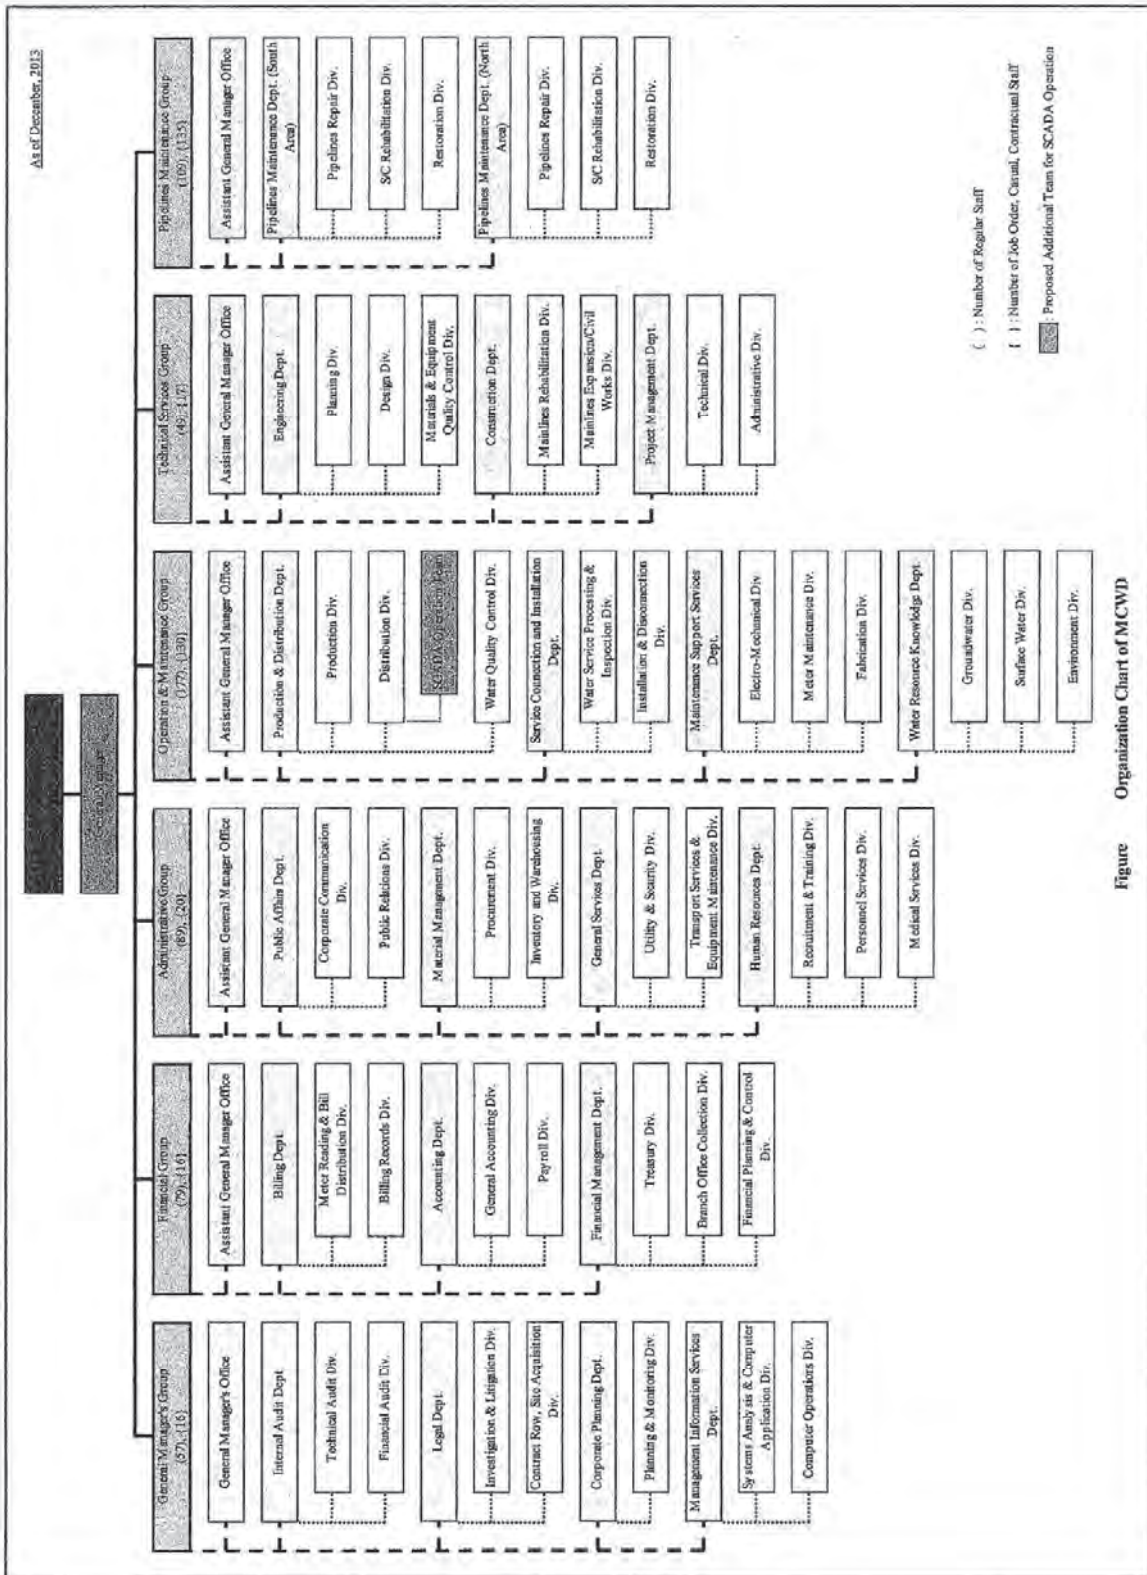 As of December, 2013
General Manager
General Manager's Group
(57), {16}
General Manager's Office
Internal Audit Dept.
Technical Audit Div.
Financial Audit Div.
Legal Dept.
Investigation & Litigation Div.
Contract Row, Site Acquisition
Div.
Corporate Planning Dept.
Planning & Monitoring Div.
Management Information Services
Dept.
Systems Analysis & Computer
Application Div.
Computer Operations Div.
Financial Group
(79), {16}
Assistant General Manager Office
Billing Dept.
Meter Reading & Bill
Distribution Div.
Billing Records Div.
Accounting Dept.
General Accounting Div.
Payroll Div.
Financial Management Dept.
Treasury Div.
Branch Office Collection Div.
Financial Planning & Control
Div.
Administrative Group
(89), {20}
Assistant General Manager Office
Public Affairs Dept.
Corporate Communication
Div.
Public Relations Div.
Material Management Dept.
Procurement Div.
Inventory and Warehousing
Div.
General Services Dept.
Utility & Security Div.
Transport Services &
Equipment Maintenance Div.
Human Resources Dept.
Recruitment & Training Div.
Personnel Services Div.
Medical Services Div.
Operation & Maintenance Group
(177), {130}
Assistant General Manager Office
Production & Distribution Dept.
Production Div.
Distribution Div.
SCADA Operation Team
Water Quality Control Div.
Service Connection and Installation
Dept.
Water Service Processing &
Inspection Div.
Installation & Disconnection
Div.
Maintenance Support Services
Dept.
Electro-Mechanical Div.
Meter Maintenance Div.
Fabrication Div.
Water Resource Knowledge Dept.
Groundwater Div.
Surface Water Div.
Environment Div.
Technical Services Group
(49), {117}
Assistant General Manager Office
Engineering Dept.
Planning Div.
Design Div.
Materials & Equipment
Quality Control Div.
Construction Dept.
Mainlines Rehabilitation Div.
Mainlines Expansion/Civil
Works Div.
Project Management Dept.
Technical Div.
Administrative Div.
Pipelines Maintenance Group
(109), {135}
Assistant General Manager Office
Pipelines Maintenance Dept. (South
Area)
Pipelines Repair Div.
S/C Rehabilitation Div.
Restoration Div.
Pipelines Maintenance Dept. (North
Area)
Pipelines Repair Div.
S/C Rehabilitation Div.
Restoration Div.
( ) : Number of Regular Staff
{ } : Number of Job Order, Casual, Contractual Staff
: Proposed Additional Team for SCADA Operation
Figure Organization Chart of MCWD